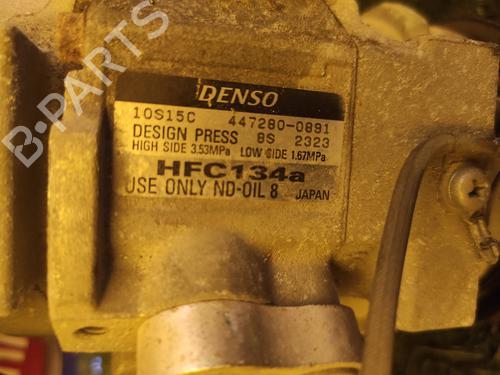 B-PARTS
DENSO
10S15C 447280-0891
DESIGN PRESS 8S 2323
HIGH SIDE 3.53MPa LOW SIDE 1.67MPa
HFC134a
USE ONLY ND-OIL 8 JAPAN